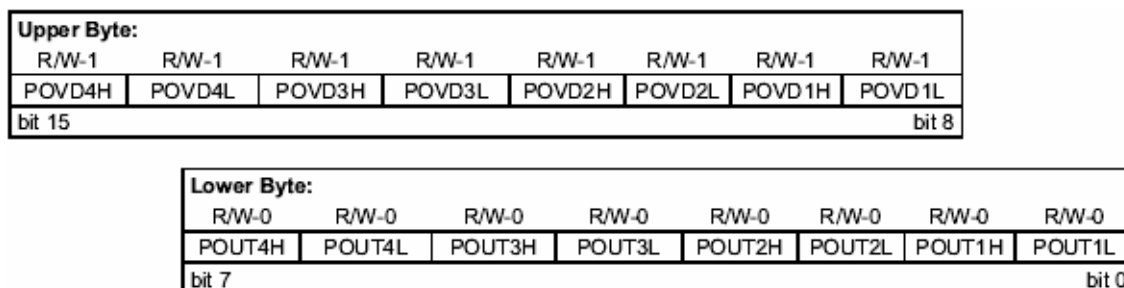 Upper Byte:
R/W-1 R/W-1 R/W-1 R/W-1 R/W-1 R/W-1 R/W-1 R/W-1
POVD4H POVD4L POVD3H POVD3L POVD2H POVD2L POVD1H POVD1L
bit 15 bit 8
Lower Byte:
R/W-0 R/W-0 R/W-0 R/W-0 R/W-0 R/W-0 R/W-0 R/W-0
POUT4H POUT4L POUT3H POUT3L POUT2H POUT2L POUT1H POUT1L
bit 7 bit 0